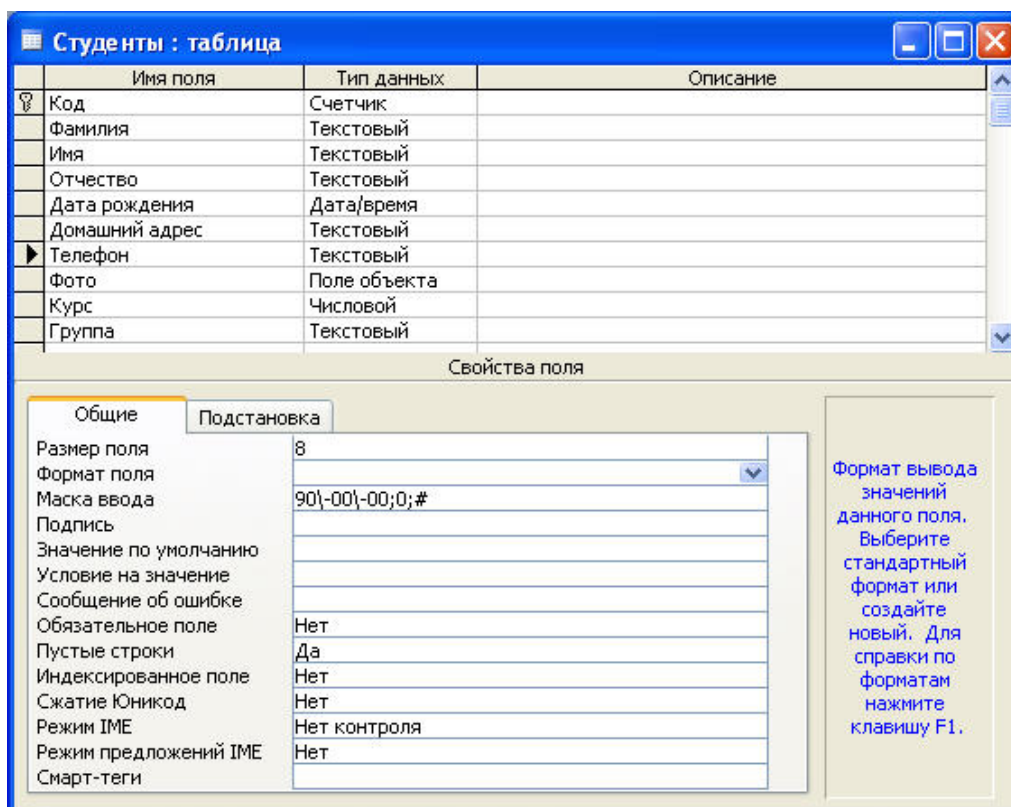 Студенты : таблица
Имя поля Тип данных Описание
Код Счетчик
Фамилия Текстовый
Имя Текстовый
Отчество Текстовый
Дата рождения Дата/время
Домашний адрес Текстовый
Телефон Текстовый
Фото Поле объекта
Курс Числовой
Группа Текстовый
Свойства поля
Общие Подстановка
Размер поля 8
Формат поля
Маска ввода 90\-00\-00;0;#
Подпись
Значение по умолчанию
Условие на значение
Сообщение об ошибке
Обязательное поле Нет
Пустые строки Да
Индексированное поле Нет
Сжатие Юникод Нет
Режим IME Нет контроля
Режим предложений IME Нет
Смарт-теги
Формат вывода
значений
данного поля.
Выберите
стандартный
формат или
создайте
новый. Для
справки по
форматам
нажмите
клавишу F1.